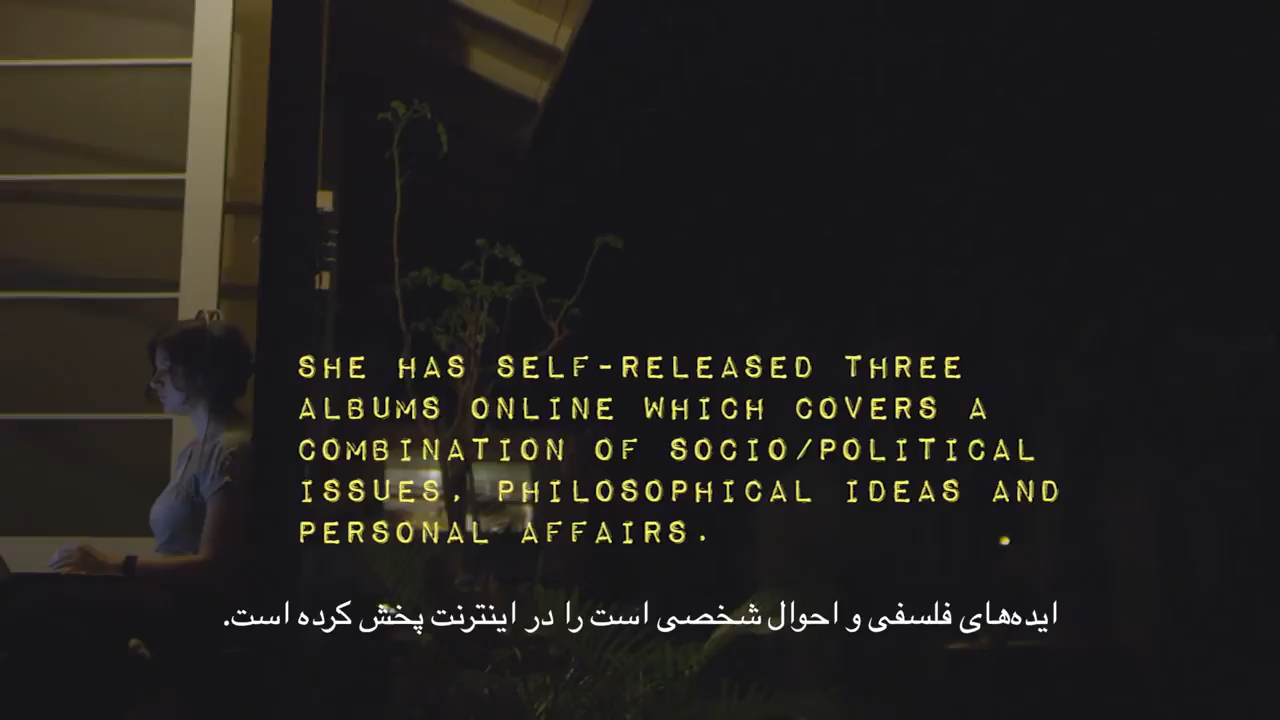 SHE HAS SELF-RELEASED THREE
ALBUMS ONLINE WHICH COVERS A
COMBINATION OF SOCIO/POLITICAL
ISSUES, PHILOSOPHICAL IDEAS AND
PERSONAL AFFAIRS.
ایده‌های فلسفی و احوال شخصی است را در اینترنت پخش کرده است.